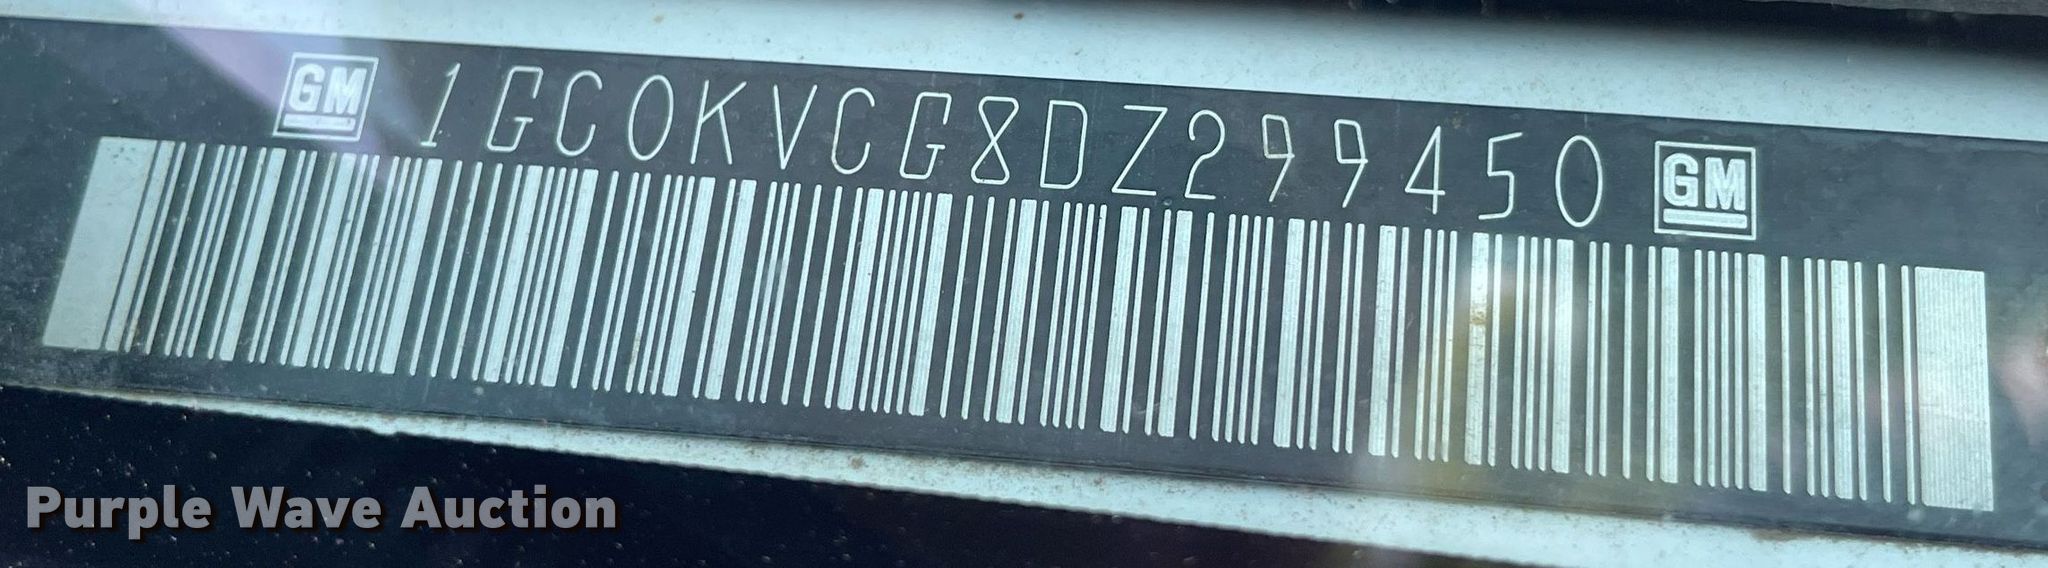 GM 1GC0KVCG8DZ299450 GM
Purple Wave Auction